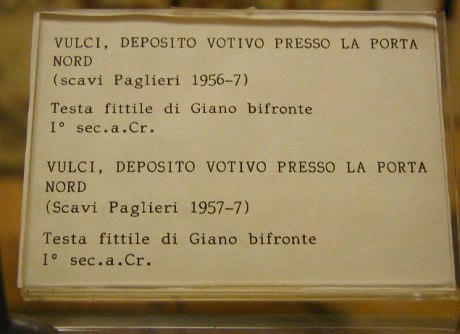 VULCI, DEPOSITO VOTIVO PRESSO LA PORTA
NORD
(scavi Paglieri 1956-7)
Testa fittile di Giano bifronte
I° sec.a.Cr.
VULCI, DEPOSITO VOTIVO PRESSO LA PORTA
NORD
(Scavi Paglieri 1957-7)
Testa fittile di Giano bifronte
I° sec.a.Cr.